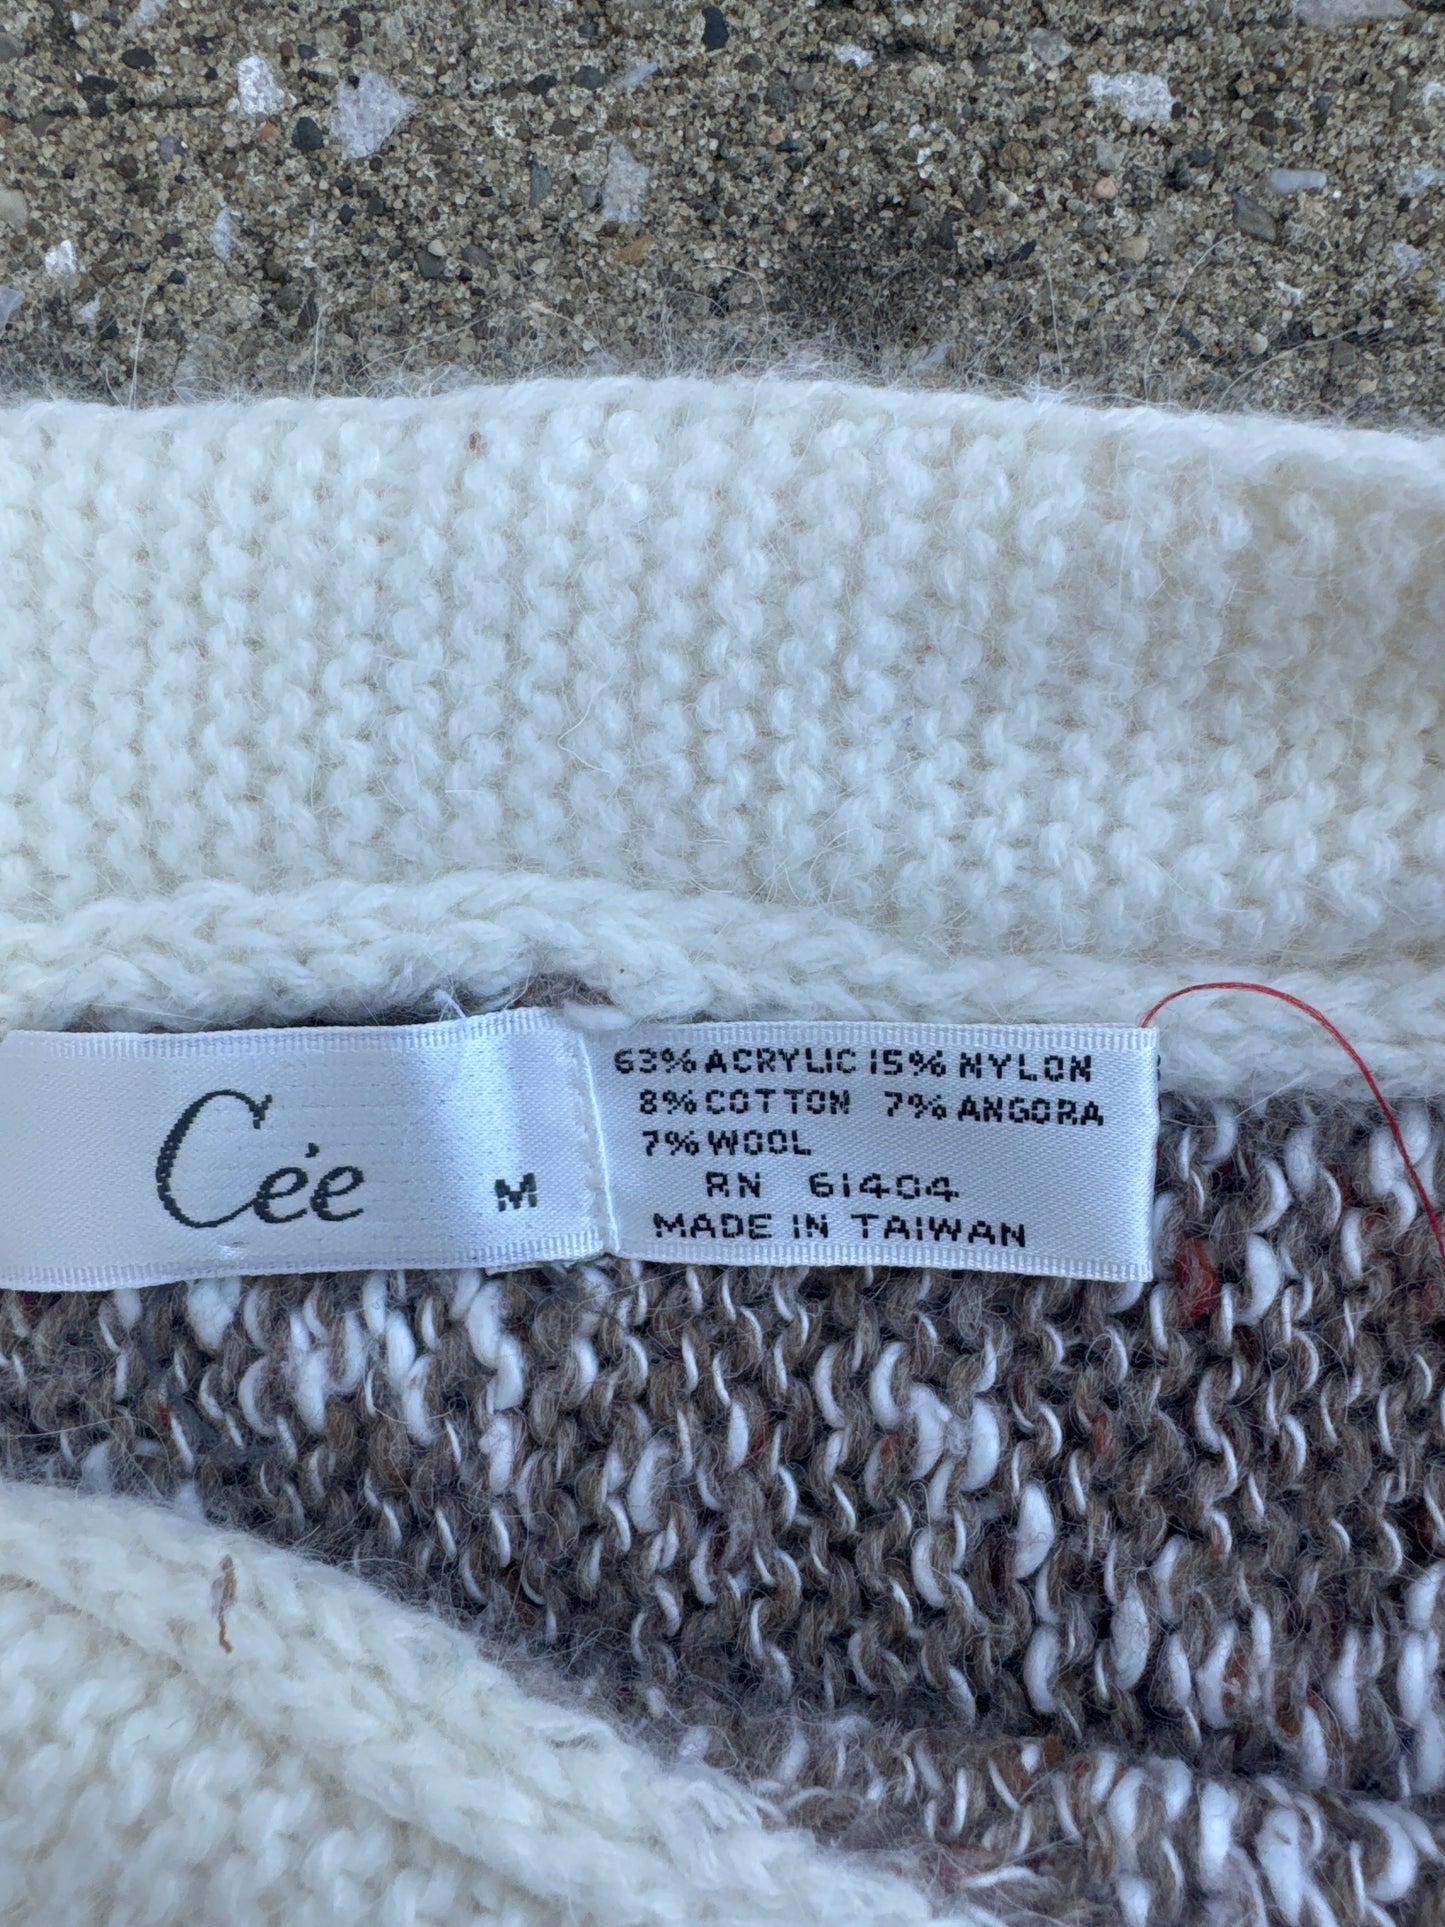 Cée
M
63% ACRYLIC 15% NYLON
8% COTTON 7% ANGORA
7% WOOL
RN 61404
MADE IN TAIWAN